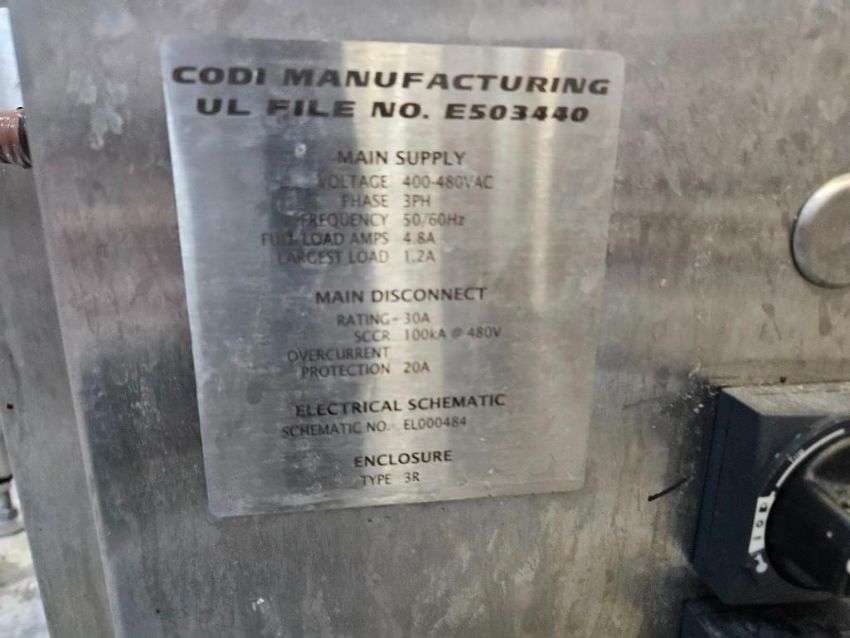 CODI MANUFACTURING
UL FILE NO. E503440
MAIN SUPPLY
VOLTAGE 400-480VAC
PHASE 3PH
FREQUENCY 50/60Hz
FULL LOAD AMPS 4.8A
LARGEST LOAD 1.2A
MAIN DISCONNECT
RATING 30A
SCCR 100kA @ 480V
OVERCURRENT
PROTECTION 20A
ELECTRICAL SCHEMATIC
SCHEMATIC NO. EL000484
ENCLOSURE
TYPE 3R